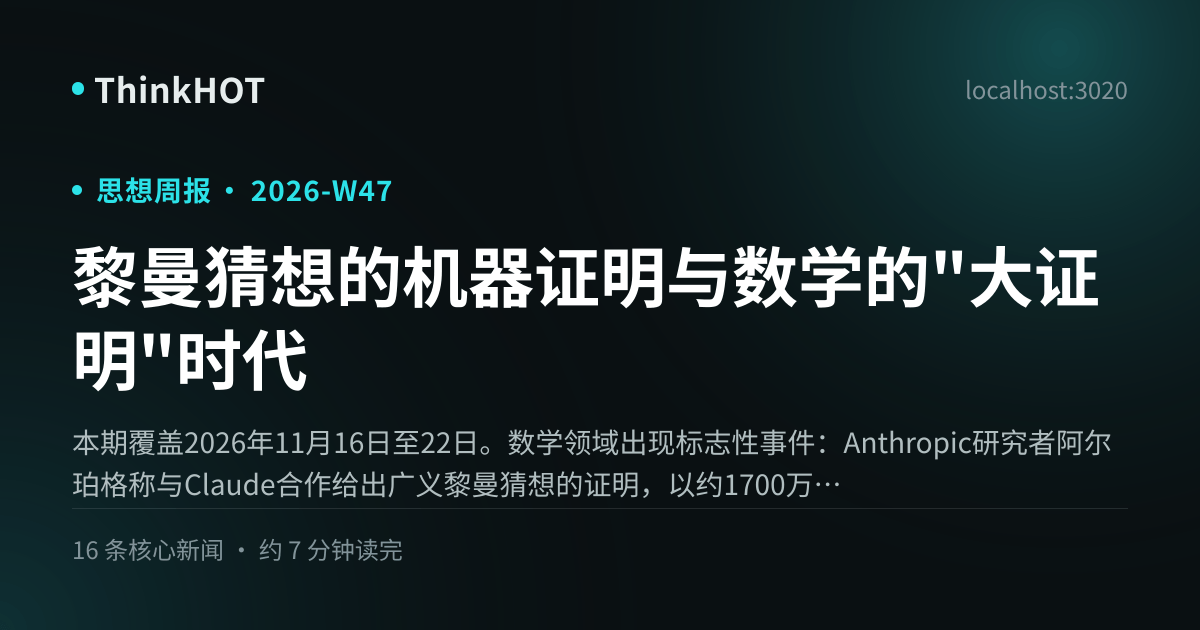 ThinkHOT
localhost:3020
思想周报 · 2026-W47
黎曼猜想的机器证明与数学的"大证
明"时代
本期覆盖2026年11月16日至22日。数学领域出现标志性事件：Anthropic研究者阿尔
珀格称与Claude合作给出广义黎曼猜想的证明，以约1700万…
16 条核心新闻 · 约 7 分钟读完